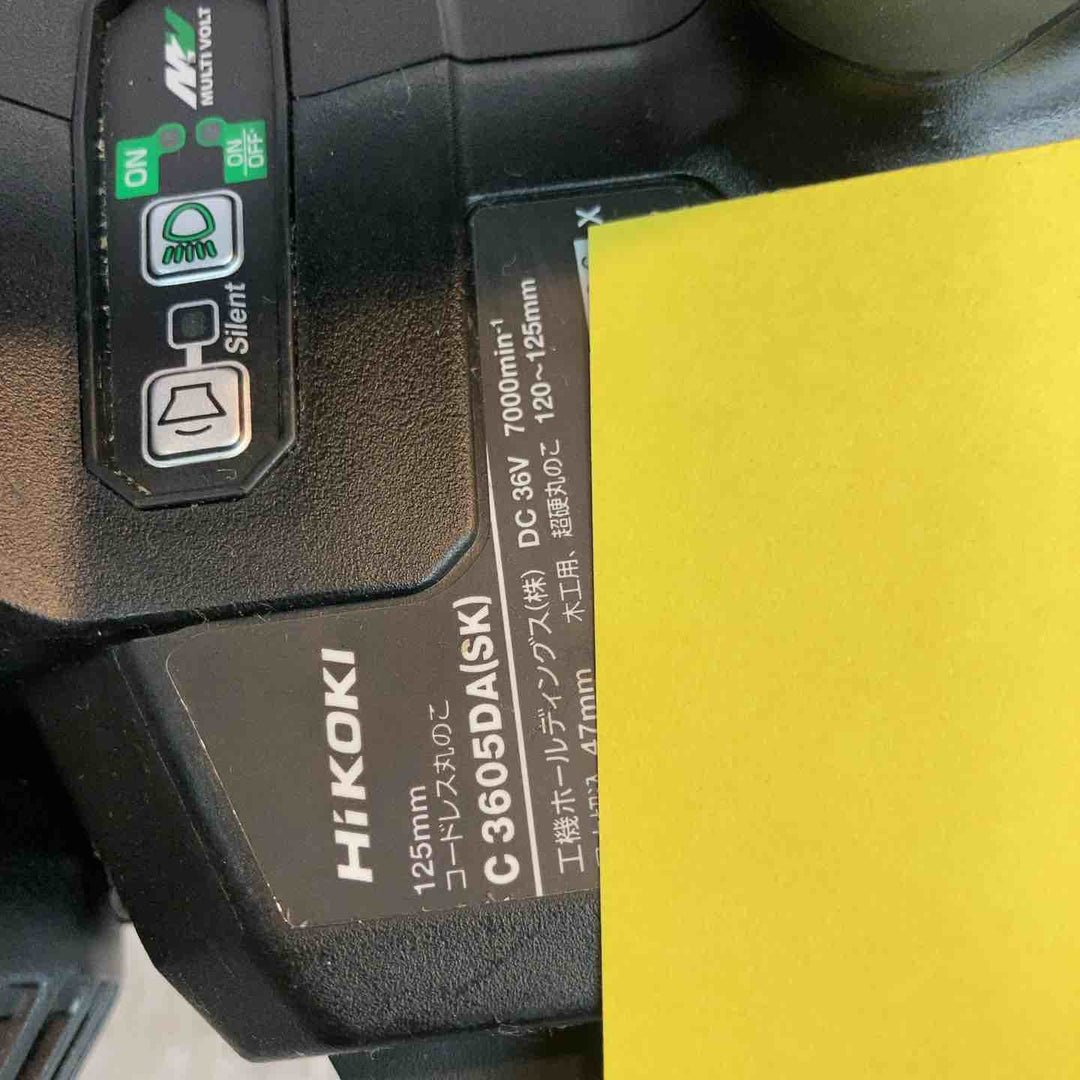 MULTI VOLT
ON
ON/OFF
Silent
HiKOKI
125mm
コードレス丸のこ
C 3605DA(SK)
工機ホールディングス(株) DC 36V 7000min⁻¹
木工用、超硬丸のこ 120～125mm
47mm
X